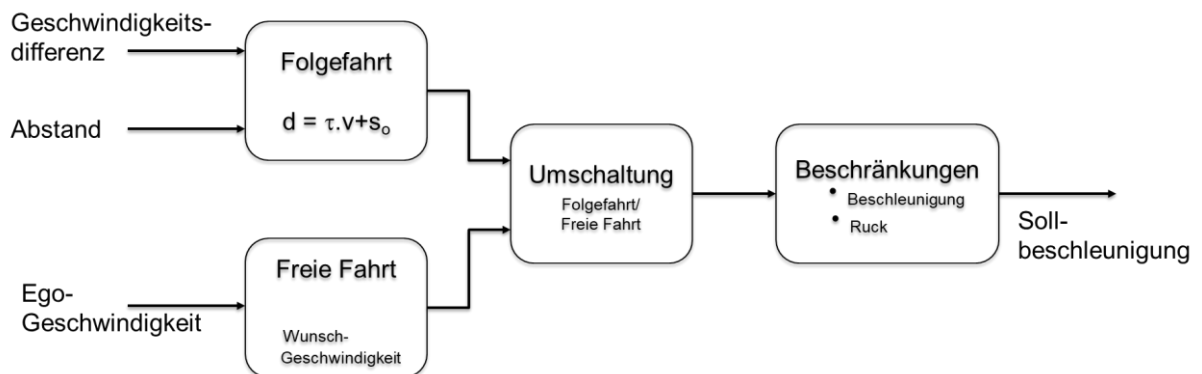 Geschwindigkeits-
differenz
Abstand
Folgefahrt
d = τ.v+s₀
Ego-
Geschwindigkeit
Freie Fahrt
Wunsch-
Geschwindigkeit
Umschaltung
Folgefahrt/
Freie Fahrt
Beschränkungen
• Beschleunigung
• Ruck
Soll-
beschleunigung